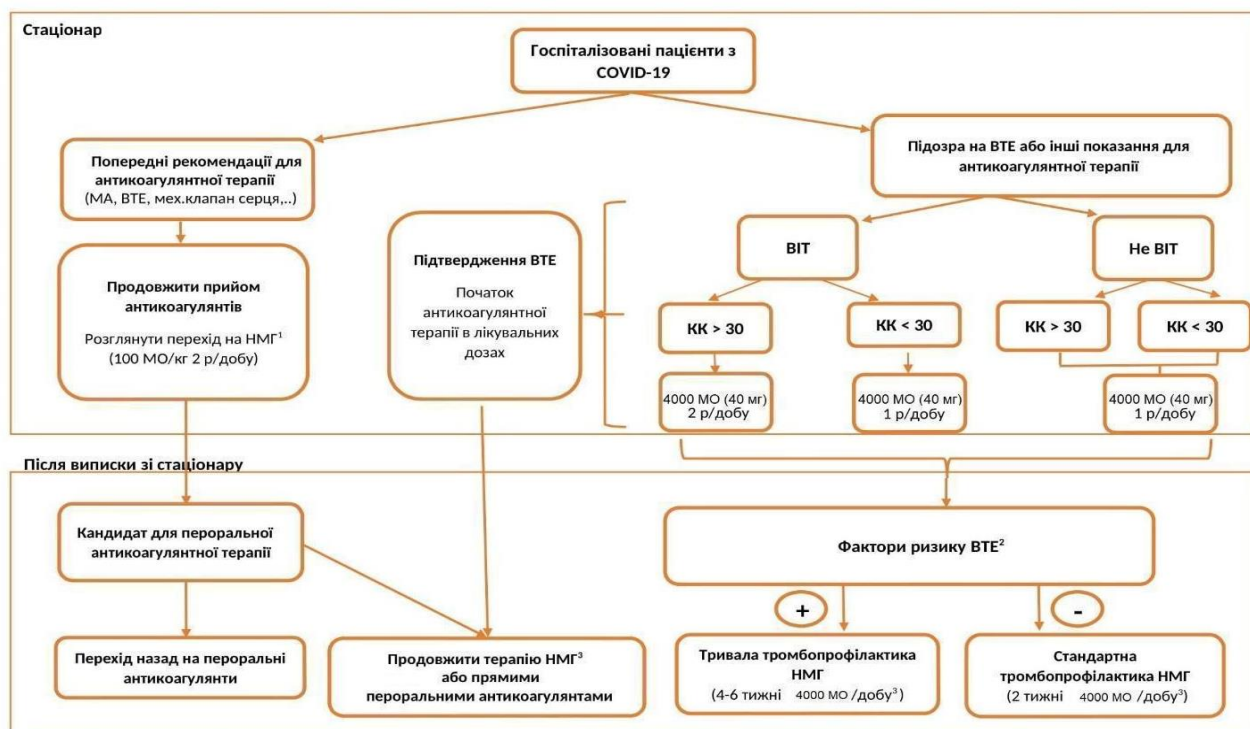 Стаціонар
Госпіталізовані пацієнти з
COVID-19
Попередні рекомендації для
антикоагулянтної терапії
(МА, ВТЕ, мех.клапан серця,..)
Підозра на ВТЕ або інші показання для
антикоагулянтної терапії
Продовжити прийом
антикоагулянтів
Розглянути перехід на НМГ¹
(100 МО/кг 2 р/добу)
Підтвердження ВТЕ
Початок
антикоагулянтної
терапії в лікувальних
дозах
ВІТ
Не ВІТ
КК > 30
КК < 30
КК > 30
КК < 30
4000 МО (40 мг)
2 р/добу
4000 МО (40 мг)
1 р/добу
4000 МО (40 мг)
1 р/добу
Після виписки зі стаціонару
Кандидат для пероральної
антикоагулянтної терапії
Фактори ризику ВТЕ²
+
-
Перехід назад на пероральні
антикоагулянти
Продовжити терапію НМГ³
або прямими
пероральними антикоагулянтами
Тривала тромбопрофілактика
НМГ
(4-6 тижні 4000 МО /добу³)
Стандартна
тромбопрофілактика НМГ
(2 тижні 4000 МО /добу³)